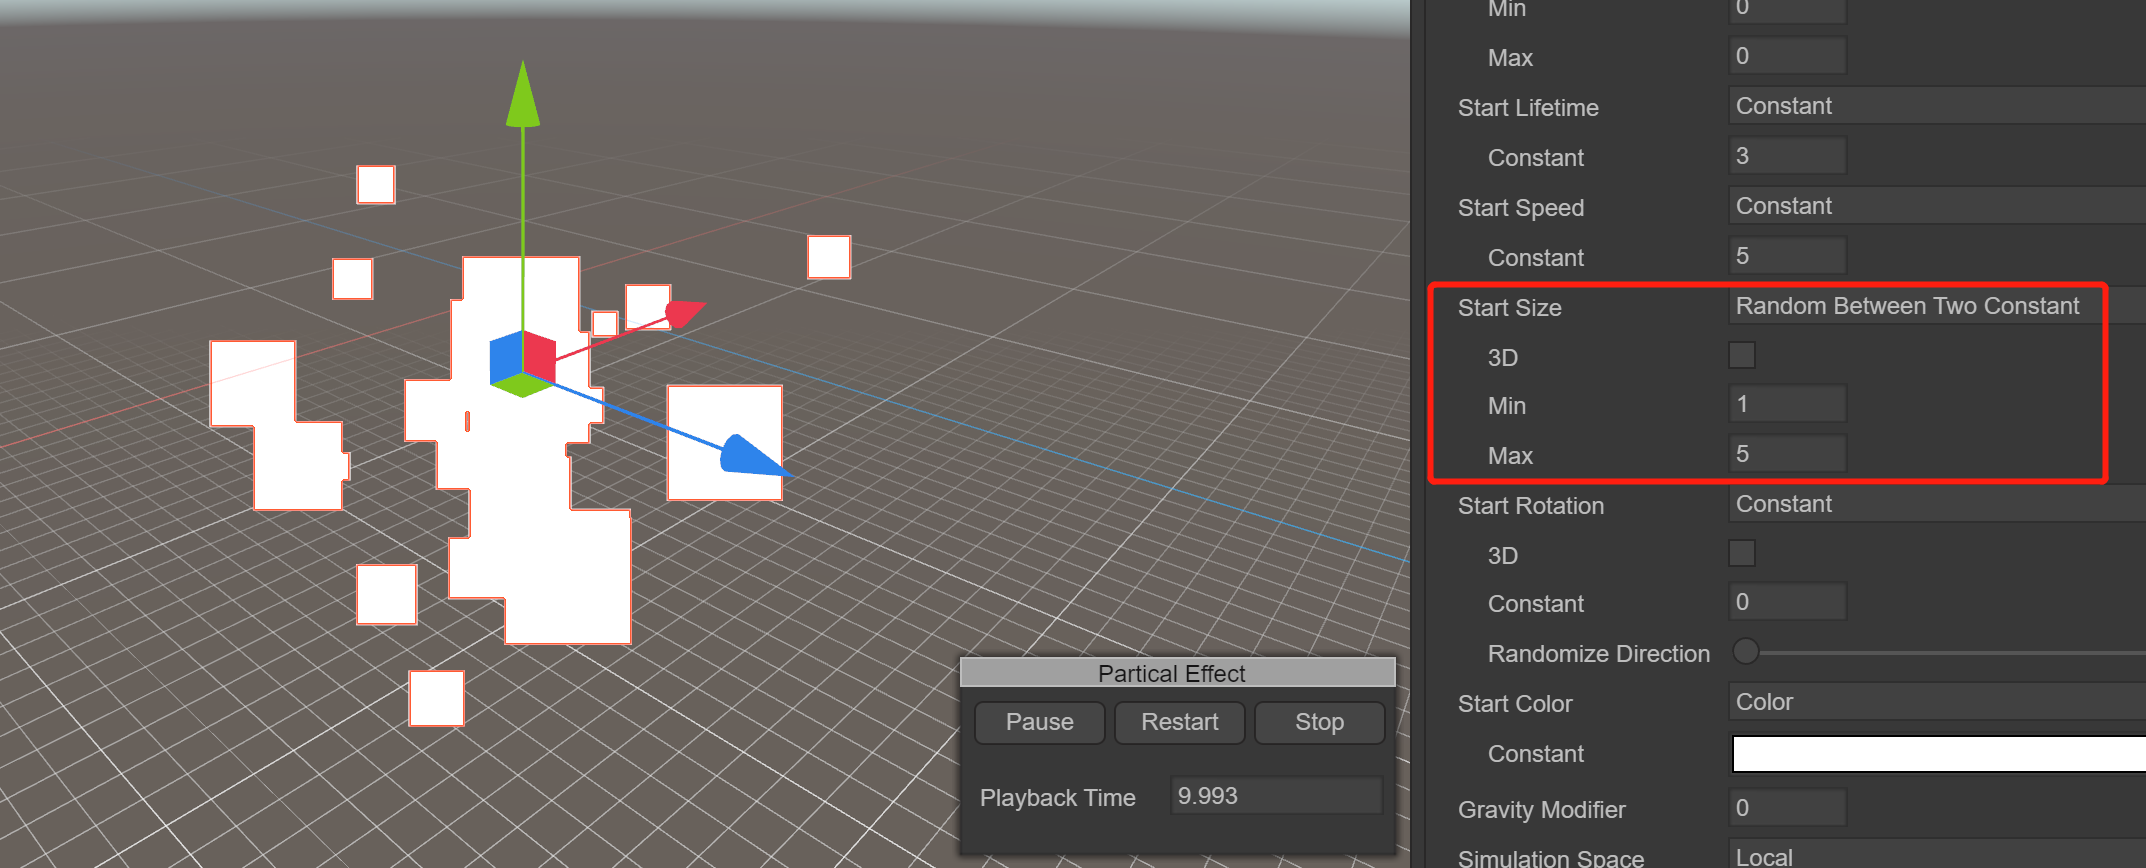 Min 0
Max 0
Start Lifetime Constant
Constant 3
Start Speed Constant
Constant 5
Start Size Random Between Two Constant
3D
Min 1
Max 5
Start Rotation Constant
3D
Constant 0
Randomize Direction
Start Color Color
Constant
Gravity Modifier 0
Simulation Space Local
Partical Effect
Pause Restart Stop
Playback Time 9.993